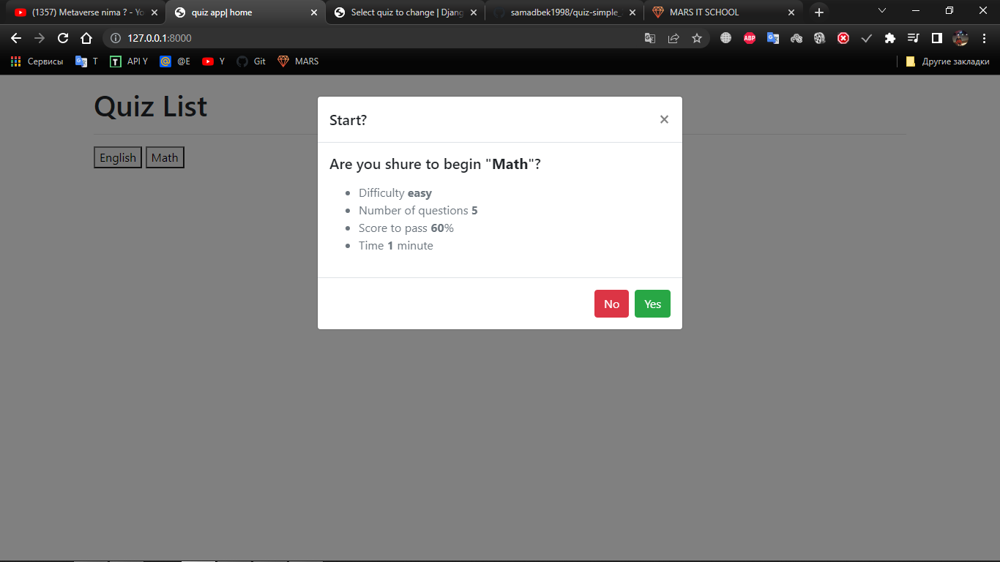 (1357) Metaverse nima ? - Yo
quiz app| home
Select quiz to change | Djang
samadbek1998/quiz-simple_
MARS IT SCHOOL
127.0.0.1:8000
ABP
Сервисы
T
API Y
@E
Y
Git
MARS
Другие закладки
Quiz List
English
Math
Start?
×
Are you shure to begin "Math"?
Difficulty easy
Number of questions 5
Score to pass 60%
Time 1 minute
No
Yes